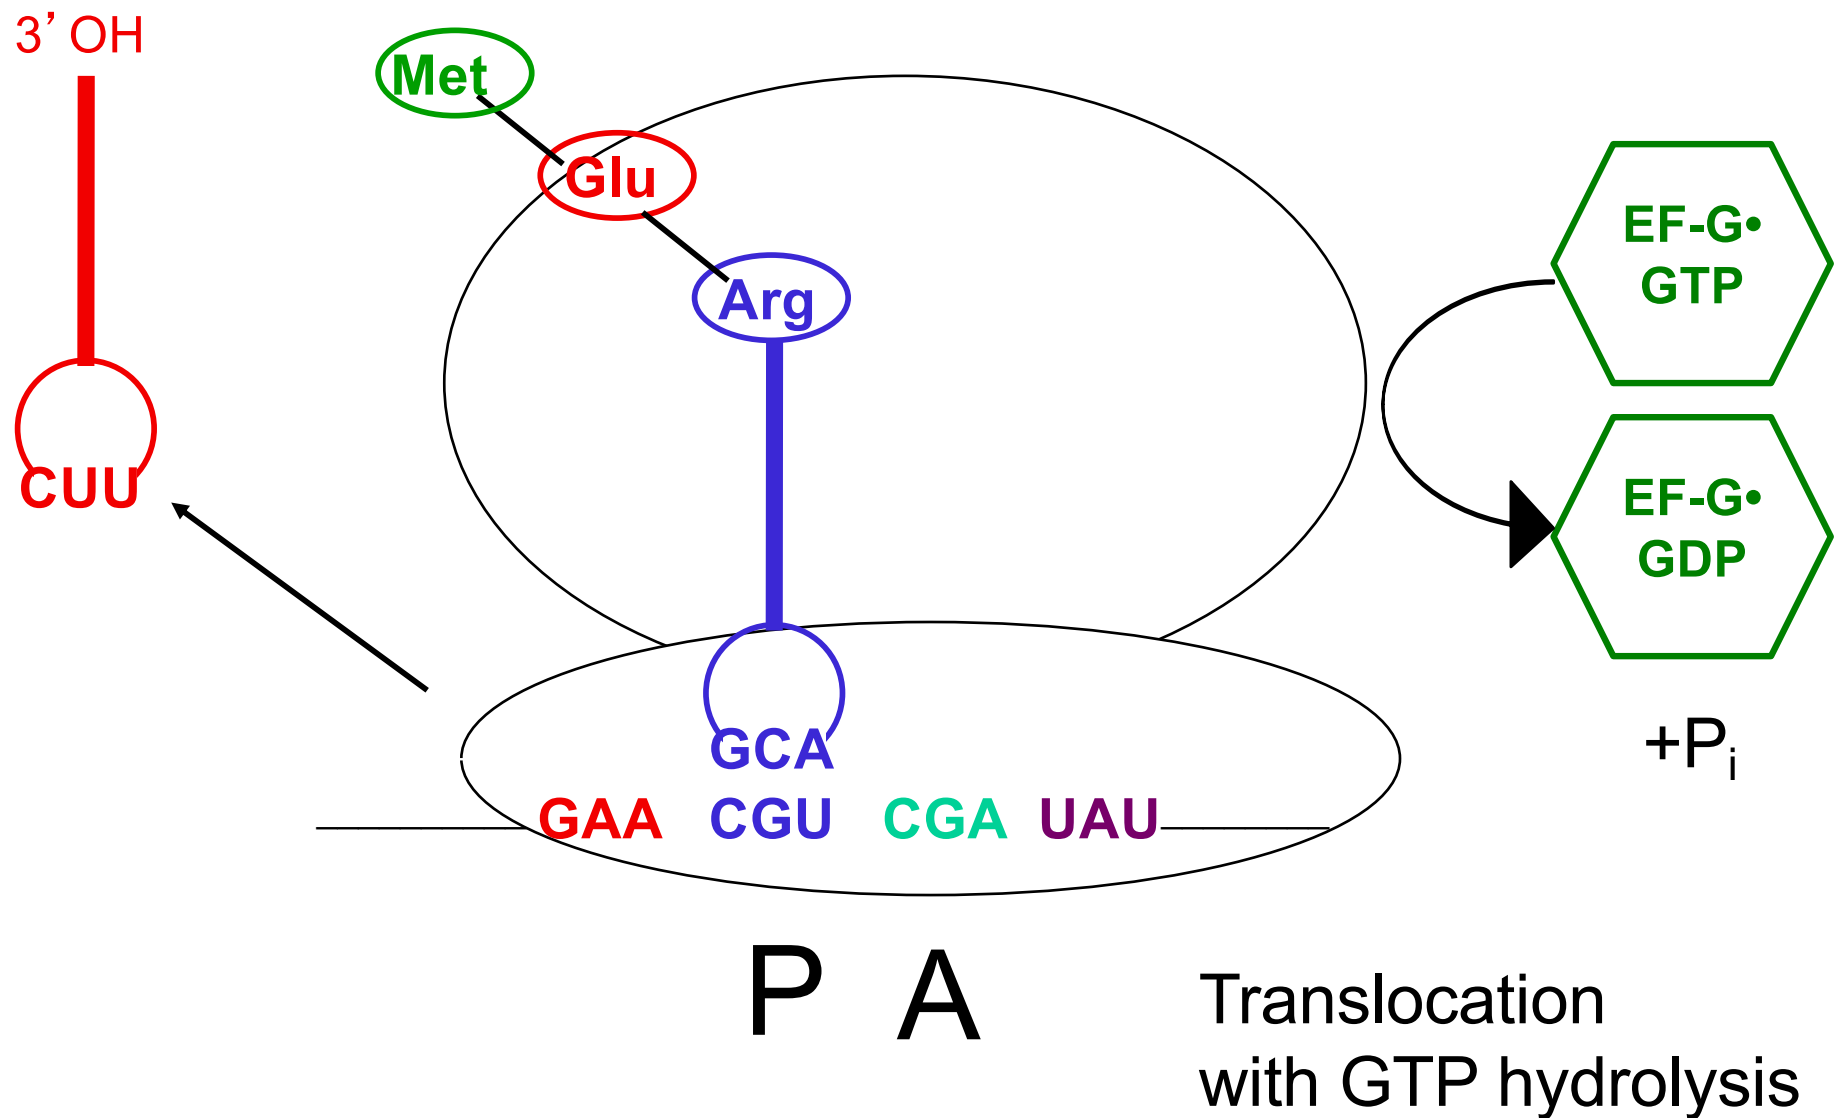 3’ OH
Met
Glu
Arg
EF-G•
GTP
CUU
EF-G•
GDP
+Pi
GCA
GAA CGU CGA UAU
P A
Translocation
with GTP hydrolysis